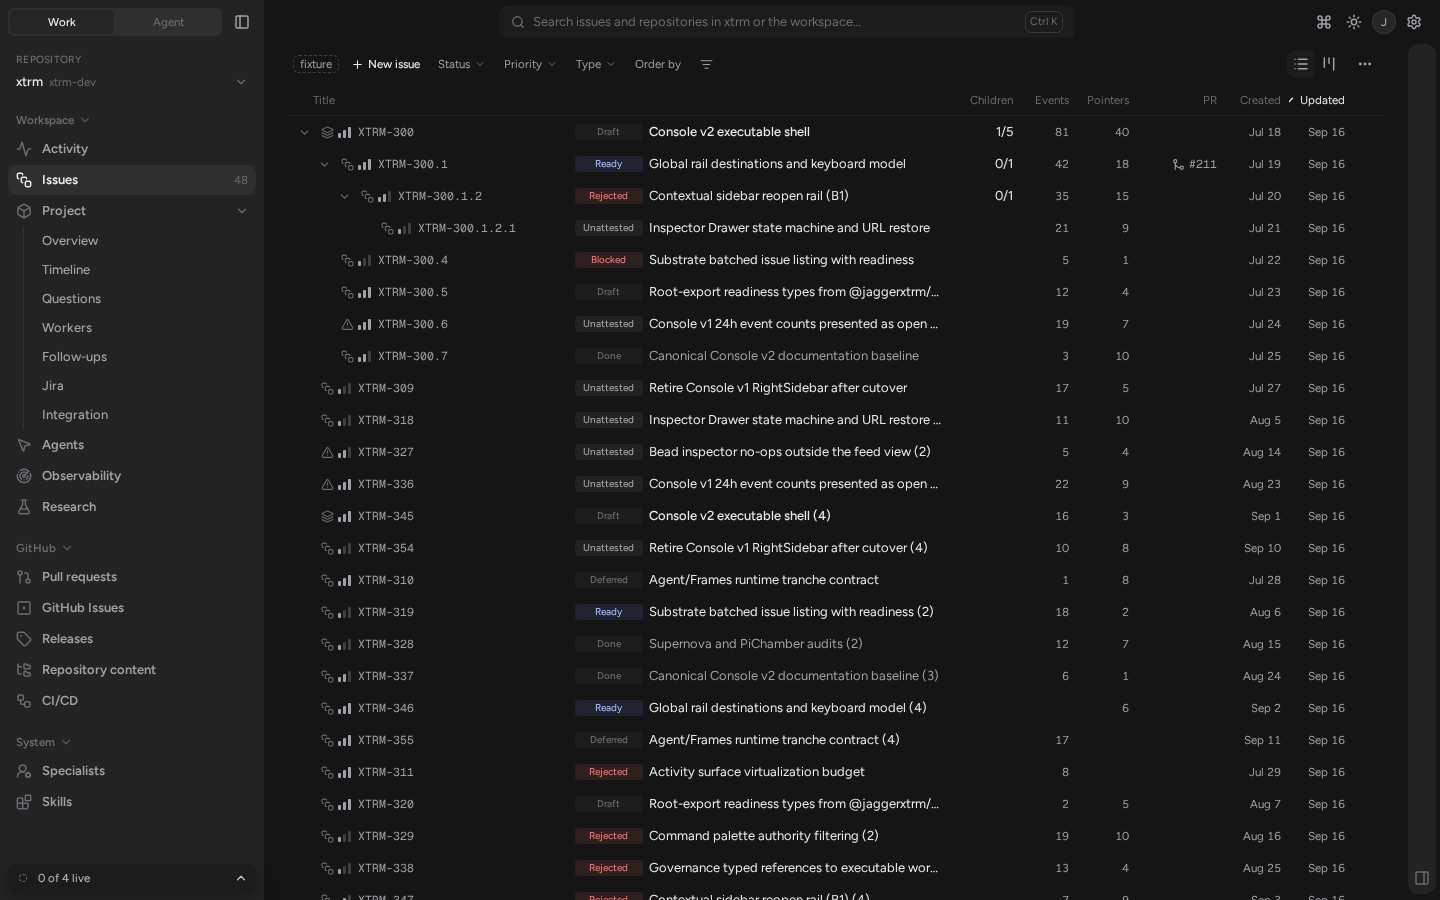 Work Agent
Search issues and repositories in xtrm or the workspace... Ctrl K
J
REPOSITORY
xtrm xtrm-dev
Workspace
Activity
Issues 48
Project
Overview
Timeline
Questions
Workers
Follow-ups
Jira
Integration
Agents
Observability
Research
GitHub
Pull requests
GitHub Issues
Releases
Repository content
CI/CD
System
Specialists
Skills
0 of 4 live
fixture New issue Status Priority Type Order by
Title Children Events Pointers PR Created Updated
XTRM-300 Draft Console v2 executable shell 1/5 81 40 Jul 18 Sep 16
XTRM-300.1 Ready Global rail destinations and keyboard model 0/1 42 18 #211 Jul 19 Sep 16
XTRM-300.1.2 Rejected Contextual sidebar reopen rail (B1) 0/1 35 15 Jul 20 Sep 16
XTRM-300.1.2.1 Unattested Inspector Drawer state machine and URL restore 21 9 Jul 21 Sep 16
XTRM-300.4 Blocked Substrate batched issue listing with readiness 5 1 Jul 22 Sep 16
XTRM-300.5 Draft Root-export readiness types from @jaggerxtrm/... 12 4 Jul 23 Sep 16
XTRM-300.6 Unattested Console v1 24h event counts presented as open ... 19 7 Jul 24 Sep 16
XTRM-300.7 Done Canonical Console v2 documentation baseline 3 10 Jul 25 Sep 16
XTRM-309 Unattested Retire Console v1 RightSidebar after cutover 17 5 Jul 27 Sep 16
XTRM-318 Unattested Inspector Drawer state machine and URL restore ... 11 10 Aug 5 Sep 16
XTRM-327 Unattested Bead inspector no-ops outside the feed view (2) 5 4 Aug 14 Sep 16
XTRM-336 Unattested Console v1 24h event counts presented as open ... 22 9 Aug 23 Sep 16
XTRM-345 Draft Console v2 executable shell (4) 16 3 Sep 1 Sep 16
XTRM-354 Unattested Retire Console v1 RightSidebar after cutover (4) 10 8 Sep 10 Sep 16
XTRM-310 Deferred Agent/Frames runtime tranche contract 1 8 Jul 28 Sep 16
XTRM-319 Ready Substrate batched issue listing with readiness (2) 18 2 Aug 6 Sep 16
XTRM-328 Done Supernova and PiChamber audits (2) 12 7 Aug 15 Sep 16
XTRM-337 Done Canonical Console v2 documentation baseline (3) 6 1 Aug 24 Sep 16
XTRM-346 Ready Global rail destinations and keyboard model (4) 6 Sep 2 Sep 16
XTRM-355 Deferred Agent/Frames runtime tranche contract (4) 17 Sep 11 Sep 16
XTRM-311 Rejected Activity surface virtualization budget 8 Jul 29 Sep 16
XTRM-320 Draft Root-export readiness types from @jaggerxtrm/... 2 5 Aug 7 Sep 16
XTRM-329 Rejected Command palette authority filtering (2) 19 10 Aug 16 Sep 16
XTRM-338 Rejected Governance typed references to executable wor... 13 4 Aug 25 Sep 16
XTRM-347 Rejected Contextual sidebar reopen rail (B1) (4) 7 9 Sep 3 Sep 16